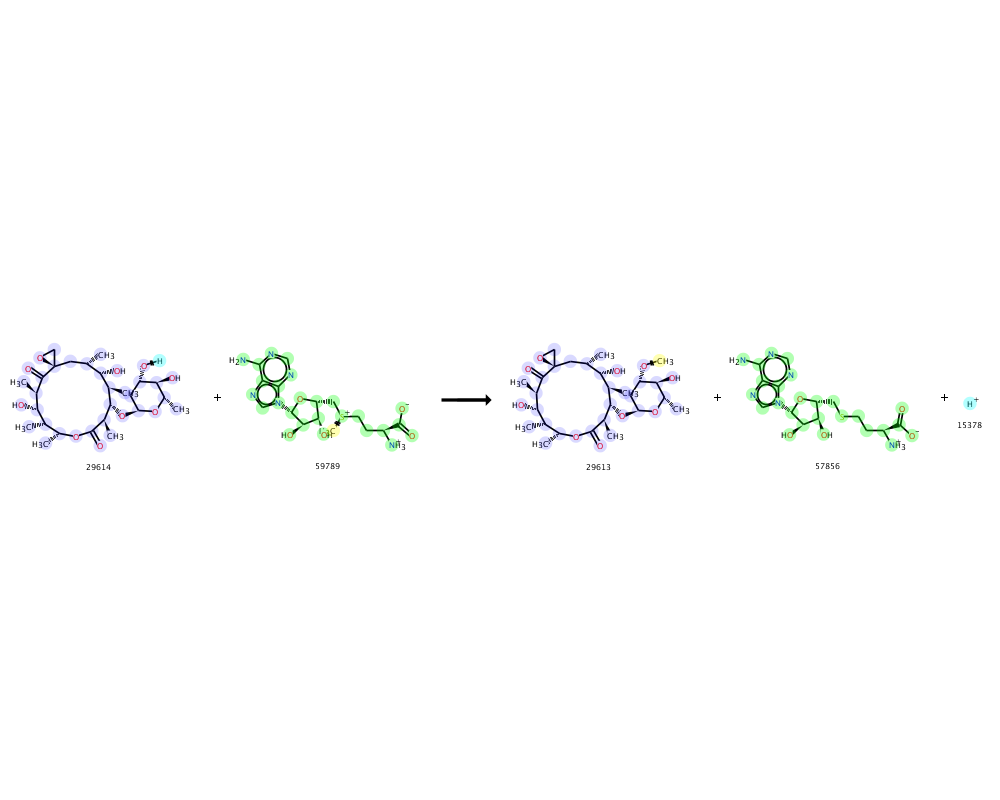 H₂N N N N N
H₂N N N N N
O CH3 O H O CH3 O CH3
O OH OH O OH OH
H3C CH3 O CH3 H3C CH3 O CH3
HO O O S⁺ O⁻ HO O O O
H3C HO OH C O H3C HO OH O⁻
H3C O O CH3 NH3⁺ H3C O O CH3 NH3⁺
+ + + H⁺
29614 59789 29613 57856 15378